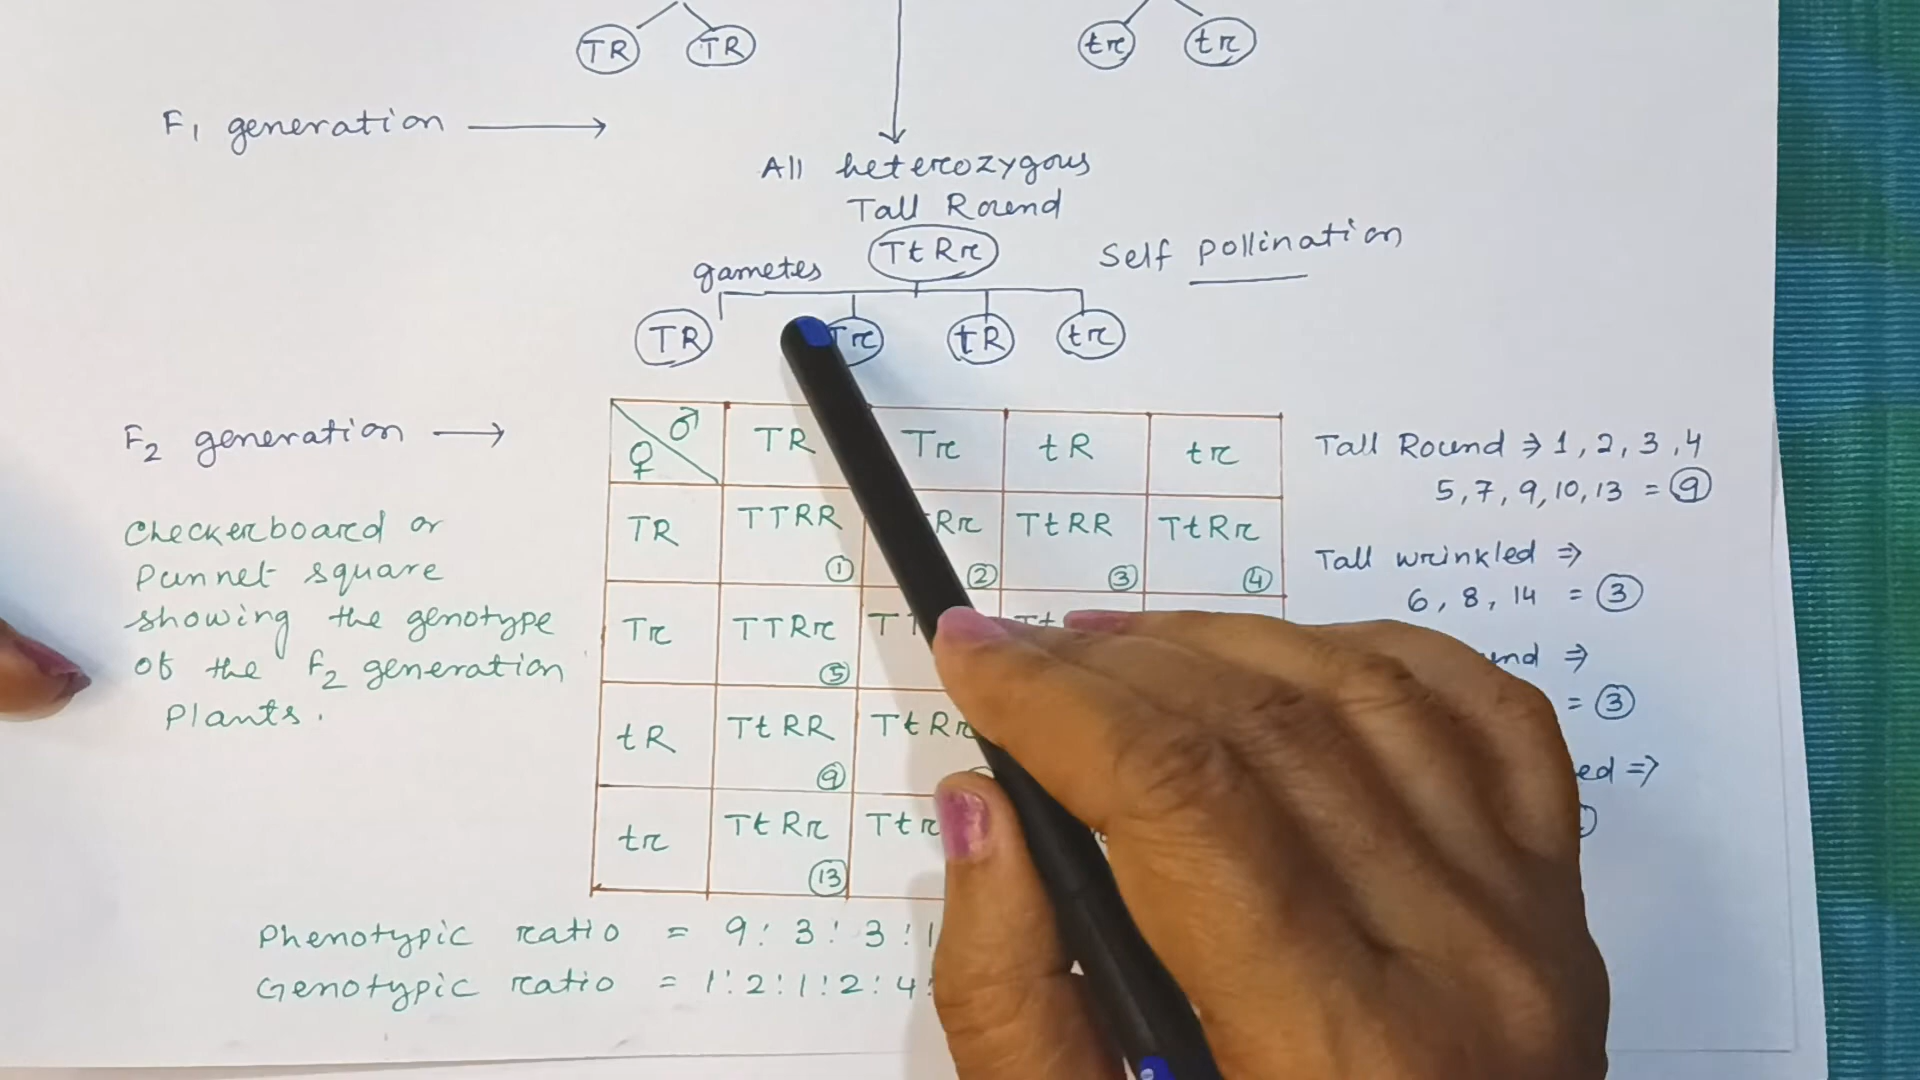 TR TR tr tr
F1 generation →
All heterozygous
Tall Round
TtRr
gametes Self pollination
TR Tr tR tr
F2 generation →
♂ TR Tr tR tr
♀
TR TTRR TtRR TtRr
① ② ③ ④
Tr TTRr
⑤
tR TtRR TtRr
⑨
tr TtRr
⑬
Checkerboard or
Punnet square
showing the genotype
of the F2 generation
Plants.
Tall Round ⇒ 1, 2, 3, 4
5, 7, 9, 10, 13 = ⑨
Tall wrinkled ⇒
6, 8, 14 = ③
⇒
= ③
⇒
Phenotypic ratio = 9 : 3 : 3 : 1
Genotypic ratio = 1 : 2 : 1 : 2 : 4 :